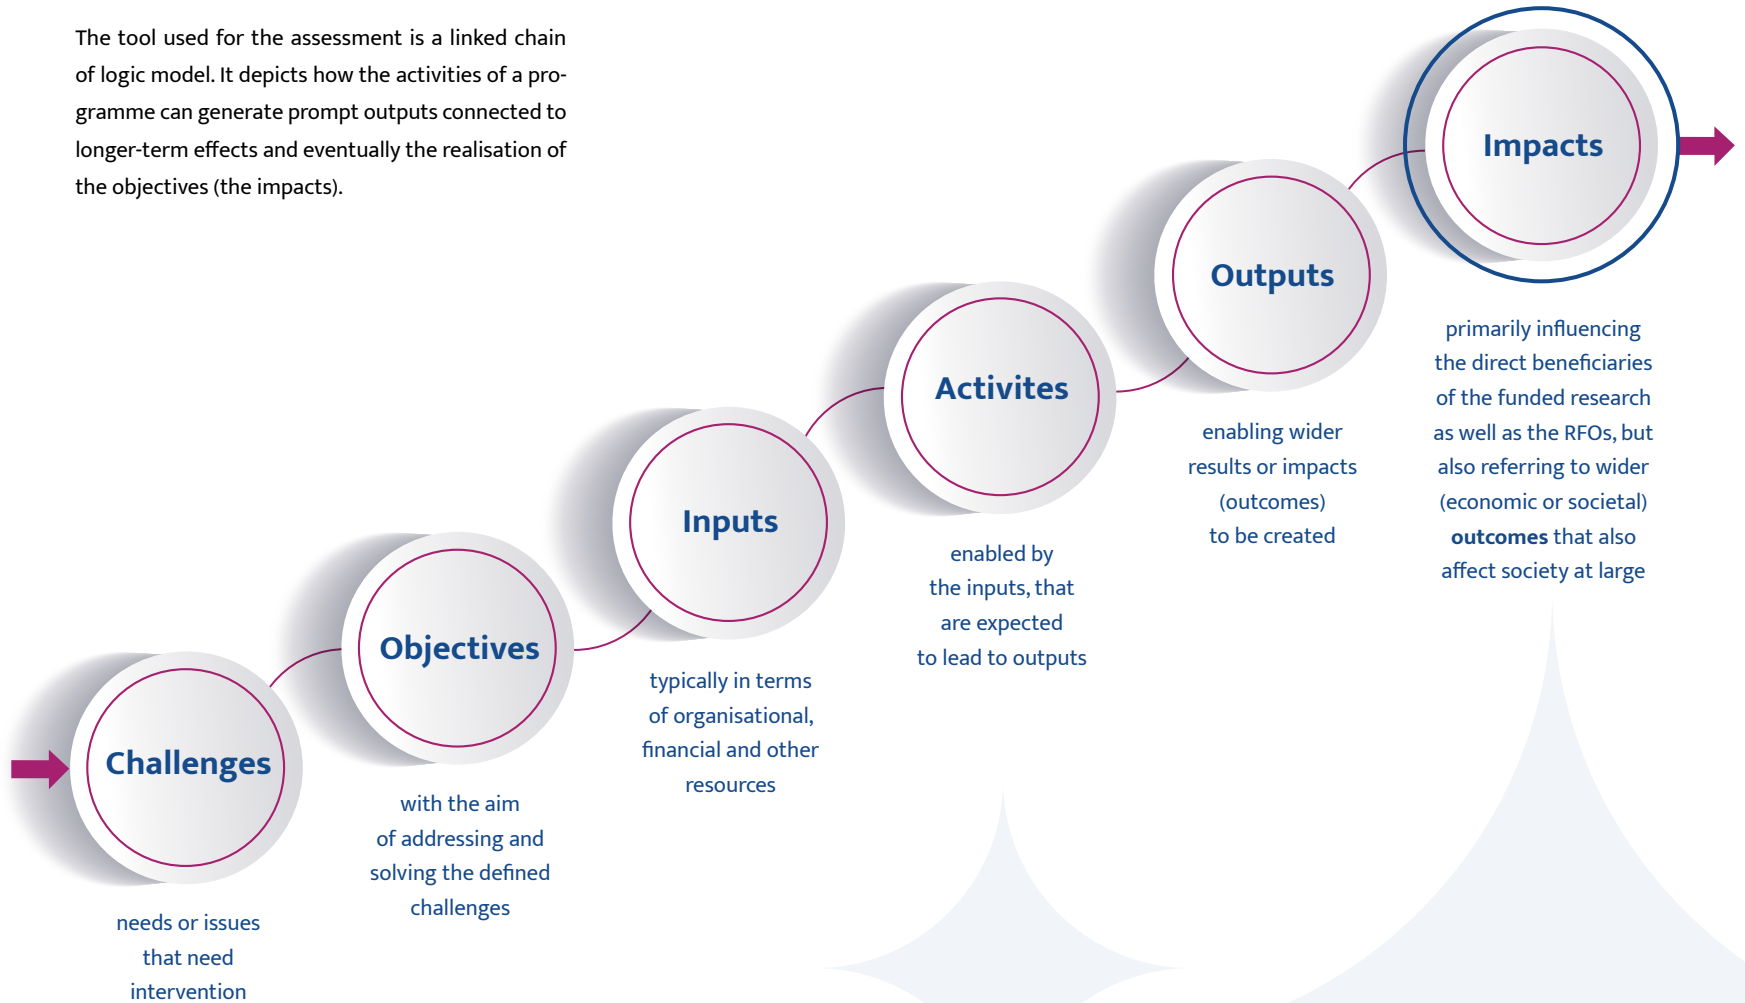 The tool used for the assessment is a linked chain
of logic model. It depicts how the activities of a pro-
gramme can generate prompt outputs connected to
longer-term effects and eventually the realisation of
the objectives (the impacts).
Challenges
needs or issues
that need
intervention
Objectives
with the aim
of addressing and
solving the defined
challenges
Inputs
typically in terms
of organisational,
financial and other
resources
Activites
enabled by
the inputs, that
are expected
to lead to outputs
Outputs
enabling wider
results or impacts
(outcomes)
to be created
Impacts
primarily influencing
the direct beneficiaries
of the funded research
as well as the RFOs, but
also referring to wider
(economic or societal)
outcomes that also
affect society at large